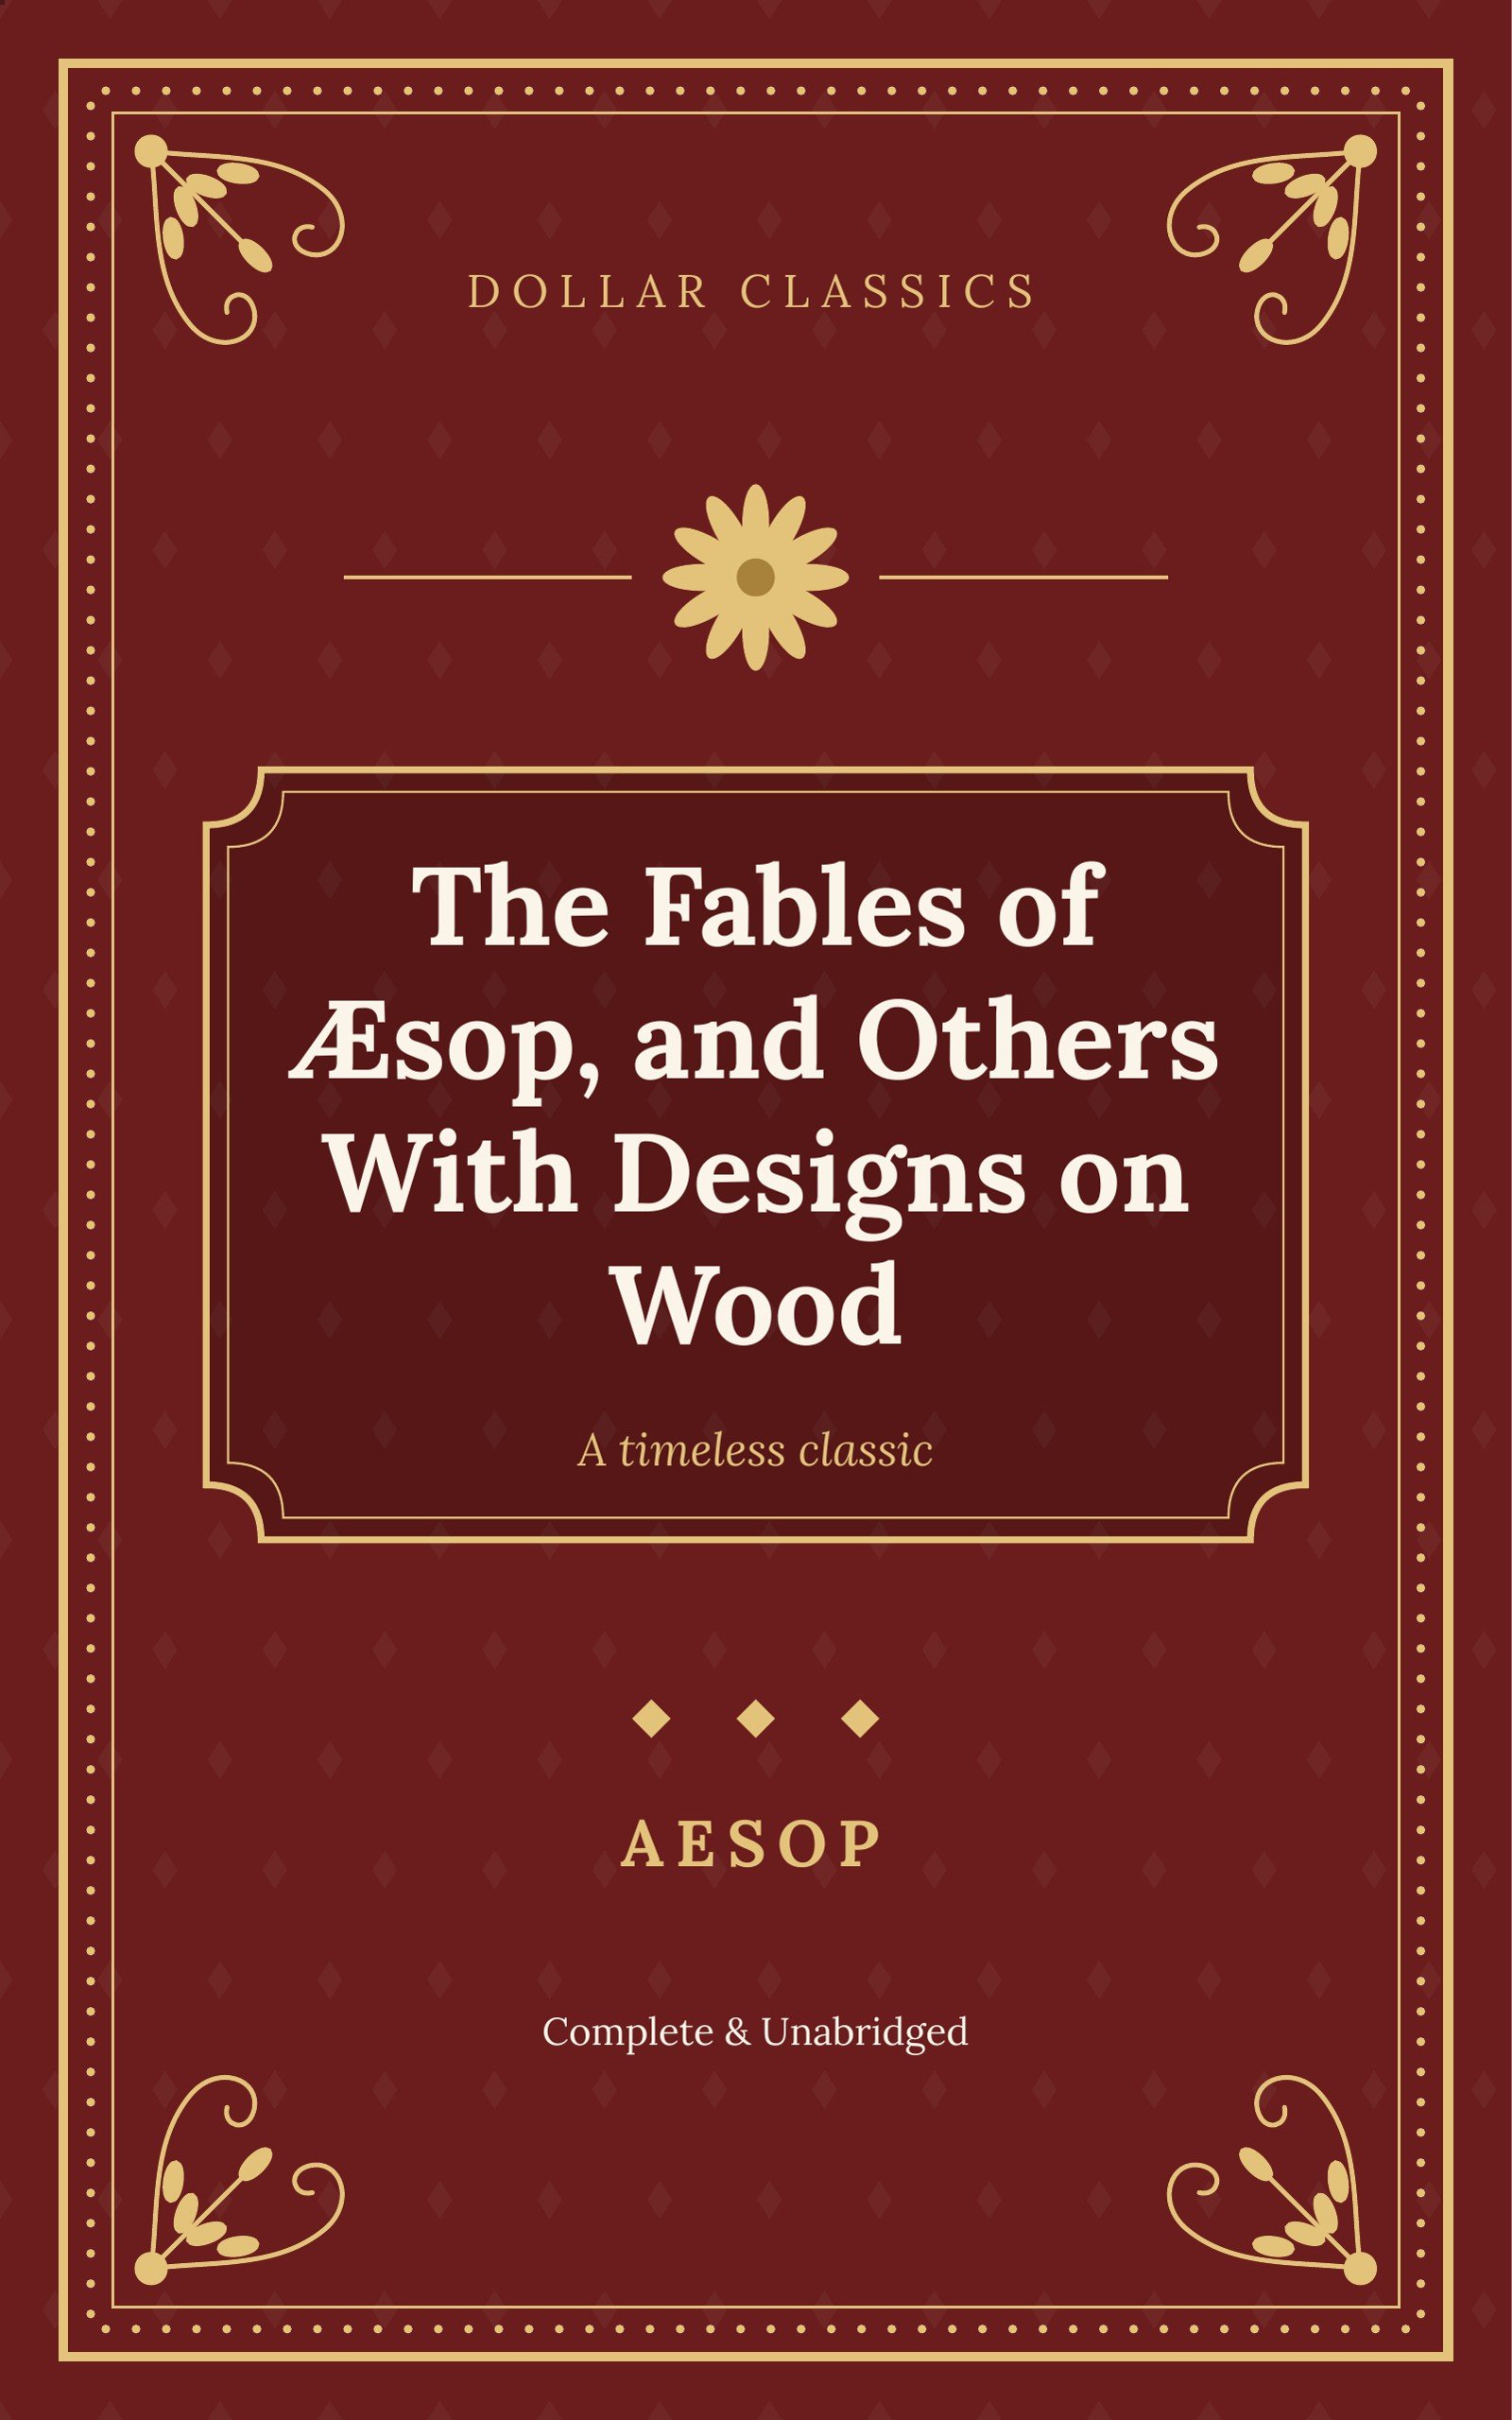 DOLLAR CLASSICS
The Fables of
Æsop, and Others
With Designs on
Wood
A timeless classic
AESOP
Complete & Unabridged